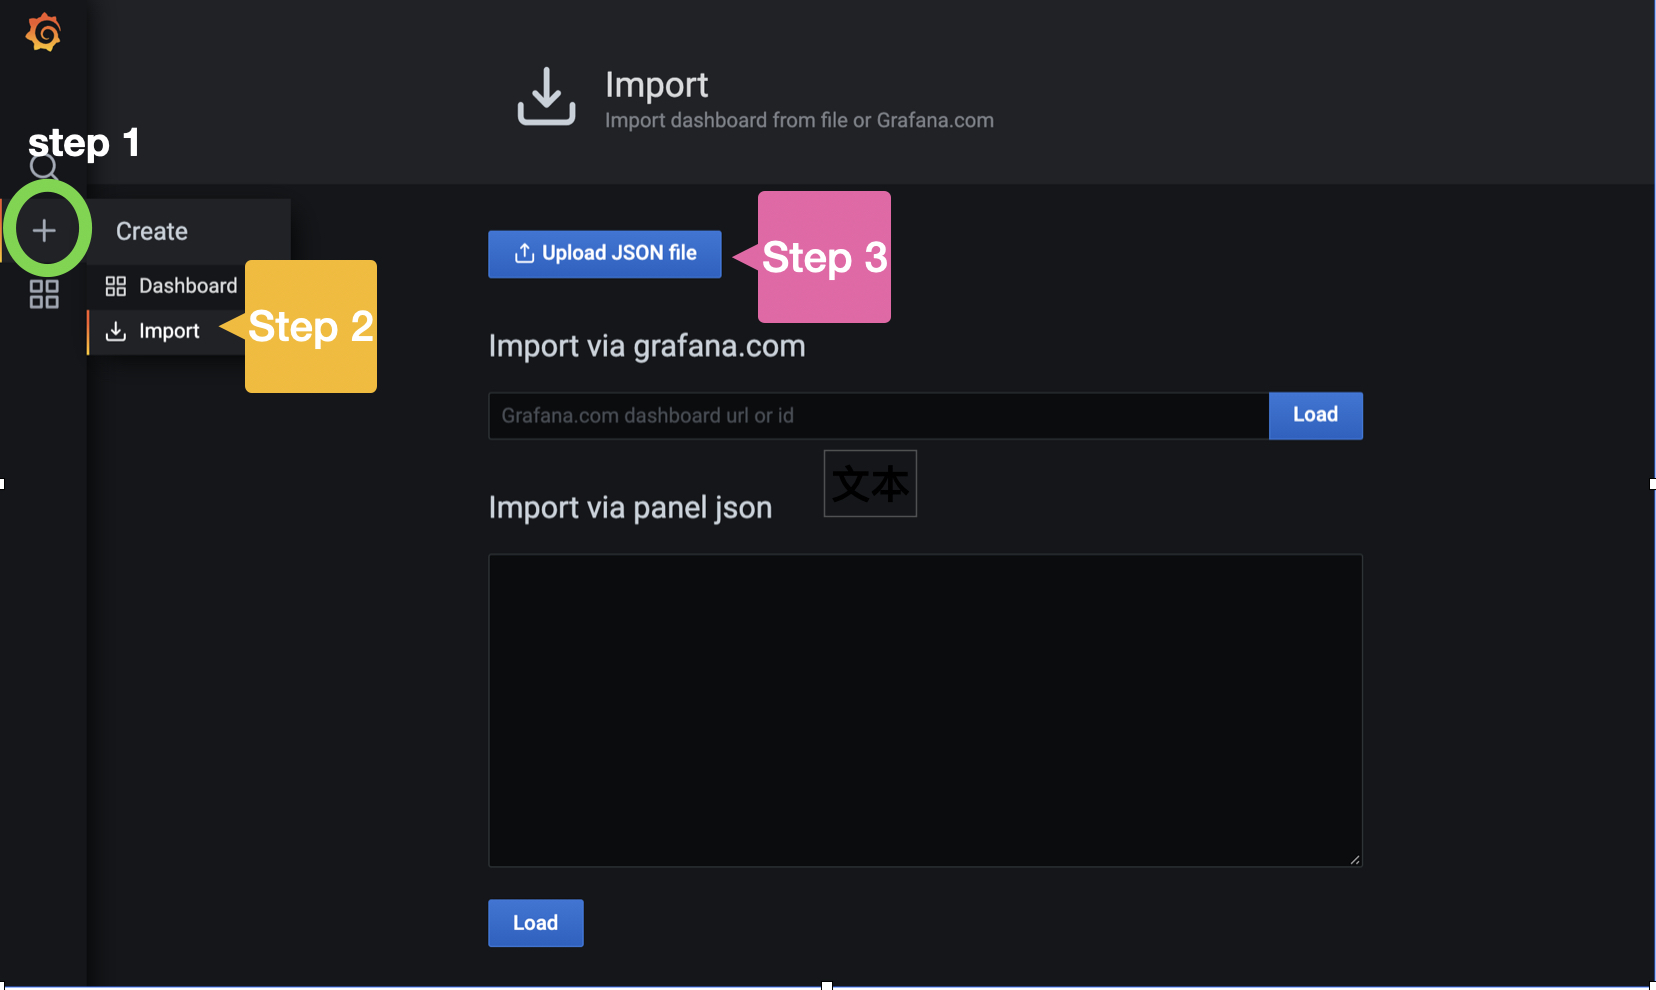 Import
Import dashboard from file or Grafana.com
step 1
Create
Dashboard
Import
Step 2
Upload JSON file
Step 3
Import via grafana.com
Grafana.com dashboard url or id
Load
文本
Import via panel json
Load